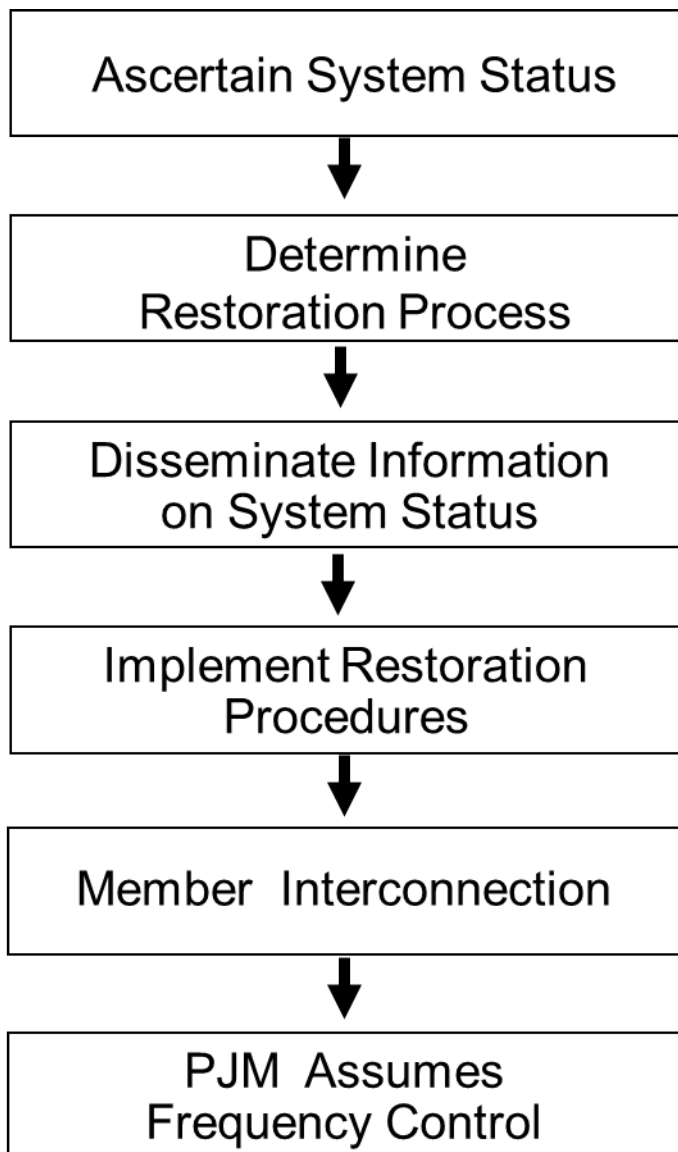 Ascertain System Status
Determine
Restoration Process
Disseminate Information
on System Status
Implement Restoration
Procedures
Member Interconnection
PJM Assumes
Frequency Control